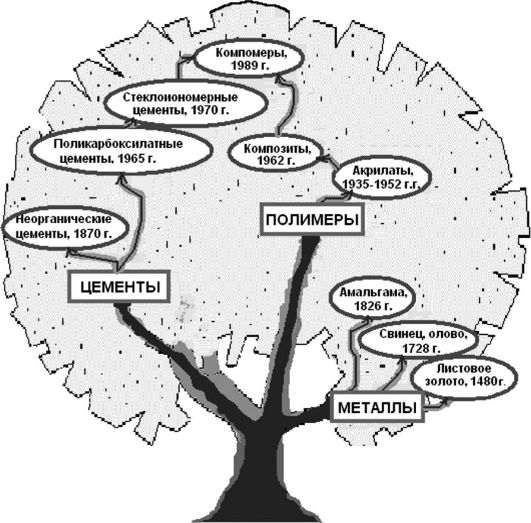 Компомеры,
1989 г.
Стеклоиономерные
цементы, 1970 г.
Поликарбоксилатные
цементы, 1965 г.
Композиты,
1962 г.
Акрилаты,
1935-1952 г.г.
Неорганические
цементы, 1870 г.
ПОЛИМЕРЫ
ЦЕМЕНТЫ
Амальгама,
1826 г.
Свинец, олово,
1728 г.
Листовое
золото, 1480г.
МЕТАЛЛЫ